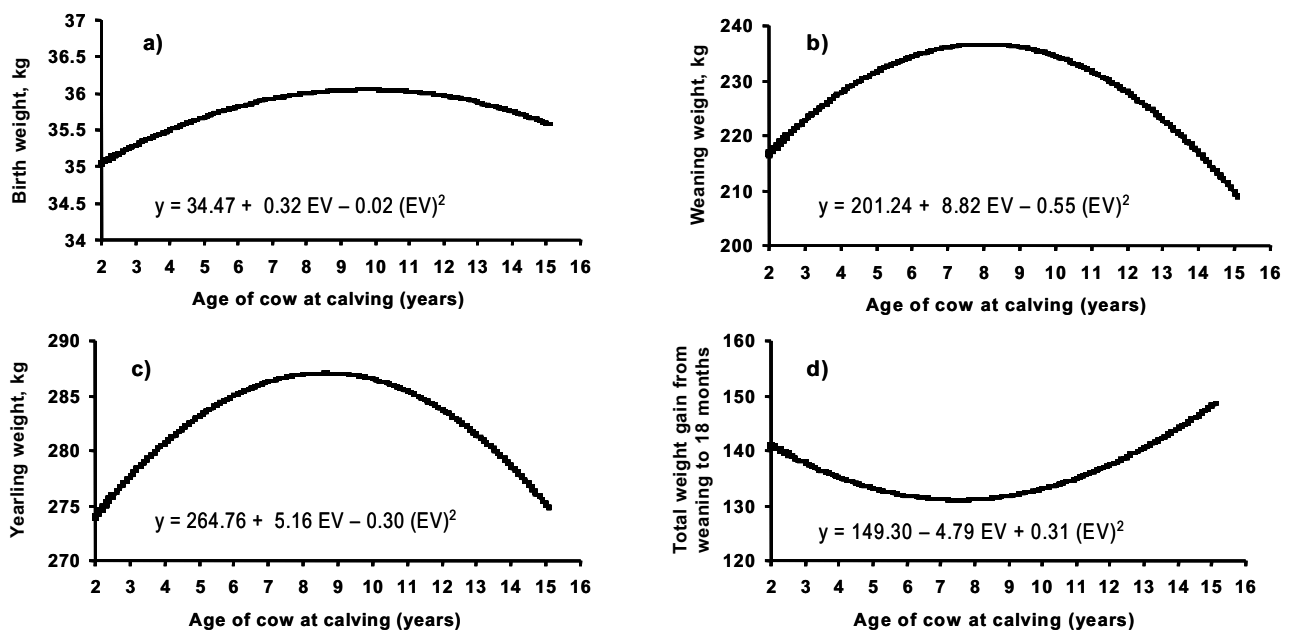 a)
Birth weight, kg
37
36.5
36
35.5
35
34.5
34
y = 34.47 +  0.32 EV – 0.02 (EV)²
2 3 4 5 6 7 8 9 10 11 12 13 14 15 16
Age of cow at calving (years)
b)
Weaning weight, kg
240
230
220
210
200
y = 201.24 +  8.82 EV – 0.55 (EV)²
2 3 4 5 6 7 8 9 10 11 12 13 14 15 16
Age of cow at calving (years)
c)
Yearling weight, kg
290
285
280
275
270
y = 264.76 +  5.16 EV – 0.30 (EV)²
2 3 4 5 6 7 8 9 10 11 12 13 14 15 16
Age of cow at calving (years)
d)
Total weight gain from
weaning to 18 months
160
150
140
130
120
y = 149.30 – 4.79 EV + 0.31 (EV)²
2 3 4 5 6 7 8 9 10 11 12 13 14 15 16
Age of cow at calving (years)